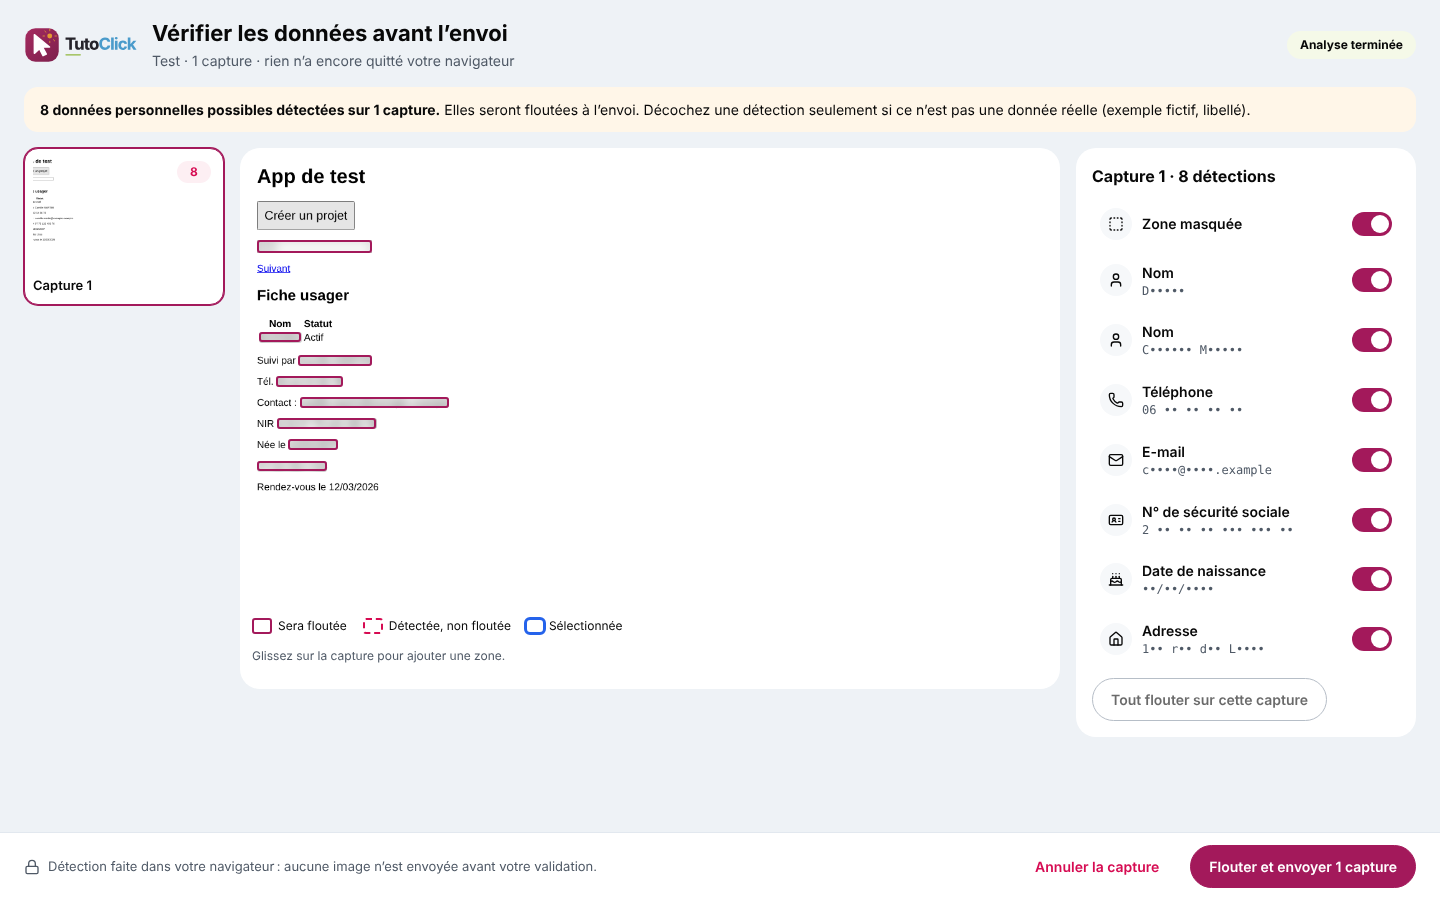 TutoClick
Vérifier les données avant l’envoi
Test · 1 capture · rien n’a encore quitté votre navigateur
Analyse terminée
8 données personnelles possibles détectées sur 1 capture. Elles seront floutées à l’envoi. Décochez une détection seulement si ce n’est pas une donnée réelle (exemple fictif, libellé).
8
Capture 1
App de test
Créer un projet
Suivant
Fiche usager
Nom Statut
Actif
Suivi par
Tél.
Contact :
NIR
Née le
Rendez-vous le 12/03/2026
Sera floutée
Détectée, non floutée
Sélectionnée
Glissez sur la capture pour ajouter une zone.
Capture 1 · 8 détections
Zone masquée
Nom
D•••••
Nom
C•••••• M•••••
Téléphone
06 •• •• •• ••
E-mail
c••••@••••.example
N° de sécurité sociale
2 •• •• •• ••• ••• ••
Date de naissance
••/••/••••
Adresse
1•• r•• d•• L••••
Tout flouter sur cette capture
Détection faite dans votre navigateur : aucune image n’est envoyée avant votre validation.
Annuler la capture
Flouter et envoyer 1 capture